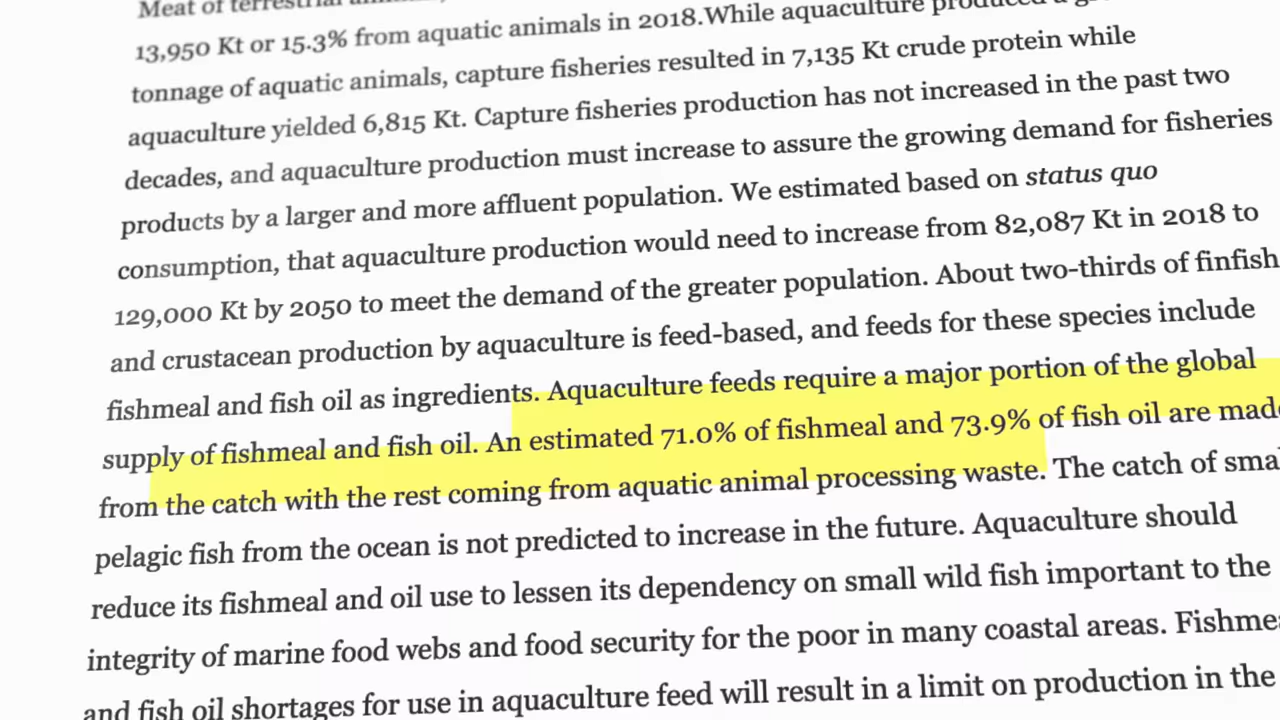 Meat of terrestrial
13,950 Kt or 15.3% from aquatic animals in 2018.While aquaculture produced a
tonnage of aquatic animals, capture fisheries resulted in 7,135 Kt crude protein while
aquaculture yielded 6,815 Kt. Capture fisheries production has not increased in the past two
decades, and aquaculture production must increase to assure the growing demand for fisheries
products by a larger and more affluent population. We estimated based on status quo
consumption, that aquaculture production would need to increase from 82,087 Kt in 2018 to
129,000 Kt by 2050 to meet the demand of the greater population. About two-thirds of finfish
and crustacean production by aquaculture is feed-based, and feeds for these species include
fishmeal and fish oil as ingredients. Aquaculture feeds require a major portion of the global
supply of fishmeal and fish oil. An estimated 71.0% of fishmeal and 73.9% of fish oil are made
from the catch with the rest coming from aquatic animal processing waste. The catch of small
pelagic fish from the ocean is not predicted to increase in the future. Aquaculture should
reduce its fishmeal and oil use to lessen its dependency on small wild fish important to the
integrity of marine food webs and food security for the poor in many coastal areas. Fishmeal
and fish oil shortages for use in aquaculture feed will result in a limit on production in the